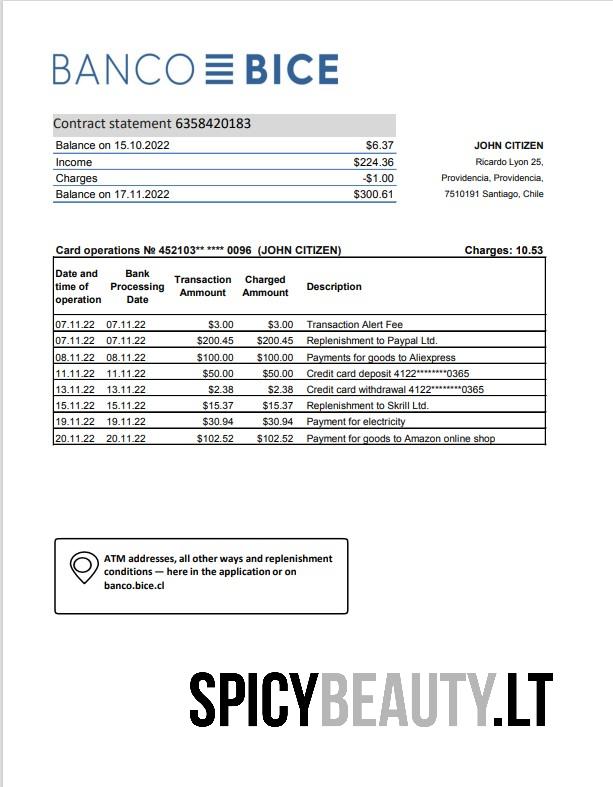 BANCO BICE
Contract statement 6358420183
Balance on 15.10.2022 $6.37
Income $224.36
Charges -$1.00
Balance on 17.11.2022 $300.61
JOHN CITIZEN
Ricardo Lyon 25,
Providencia, Providencia,
7510191 Santiago, Chile
Card operations № 452103** **** 0096 (JOHN CITIZEN) Charges: 10.53
Date and time of operation Bank Processing Date Transaction Amount Charged Amount Description
07.11.22 07.11.22 $3.00 $3.00 Transaction Alert Fee
07.11.22 07.11.22 $200.45 $200.45 Replenishment to Paypal Ltd.
08.11.22 08.11.22 $100.00 $100.00 Payments for goods to Aliexpress
11.11.22 11.11.22 $50.00 $50.00 Credit card deposit 4122********0365
13.11.22 13.11.22 $2.38 $2.38 Credit card withdrawal 4122********0365
15.11.22 15.11.22 $15.37 $15.37 Replenishment to Skrill Ltd.
19.11.22 19.11.22 $30.94 $30.94 Payment for electricity
20.11.22 20.11.22 $102.52 $102.52 Payment for goods to Amazon online shop
ATM addresses, all other ways and replenishment
conditions — here in the application or on
banco.bice.cl
SPICYBEAUTY.LT